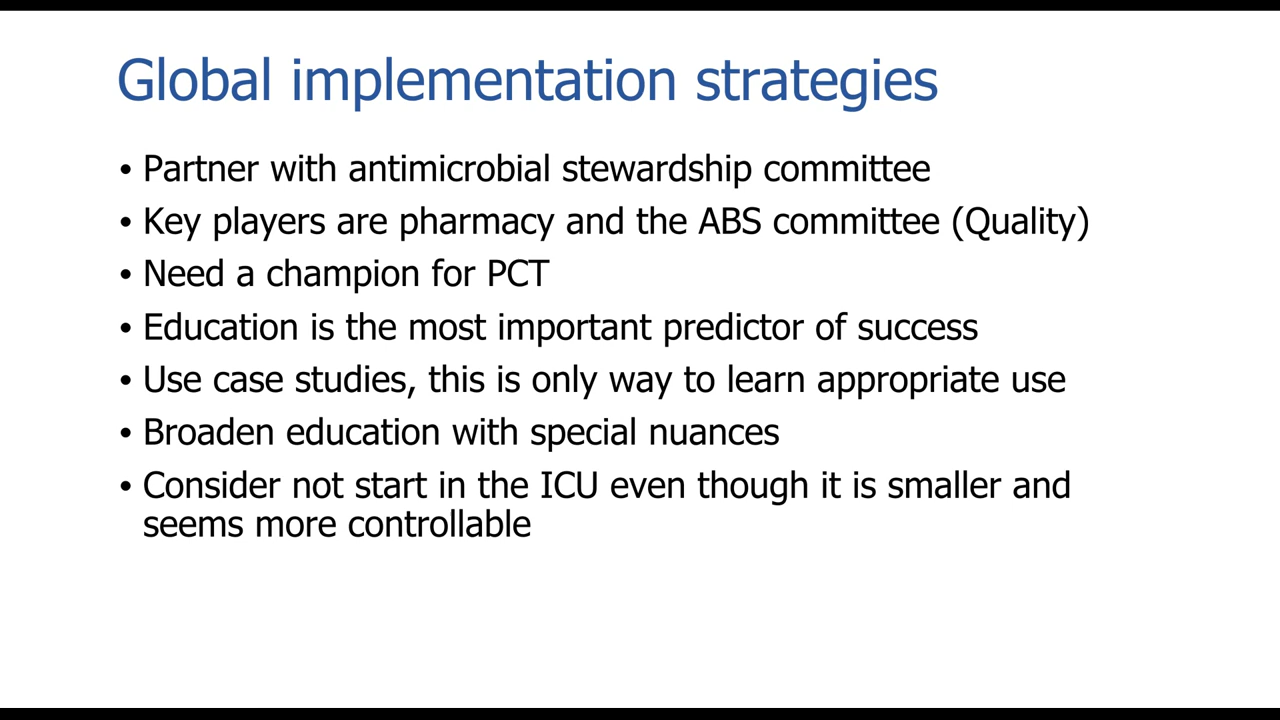 Global implementation strategies
• Partner with antimicrobial stewardship committee
• Key players are pharmacy and the ABS committee (Quality)
• Need a champion for PCT
• Education is the most important predictor of success
• Use case studies, this is only way to learn appropriate use
• Broaden education with special nuances
• Consider not start in the ICU even though it is smaller and
seems more controllable